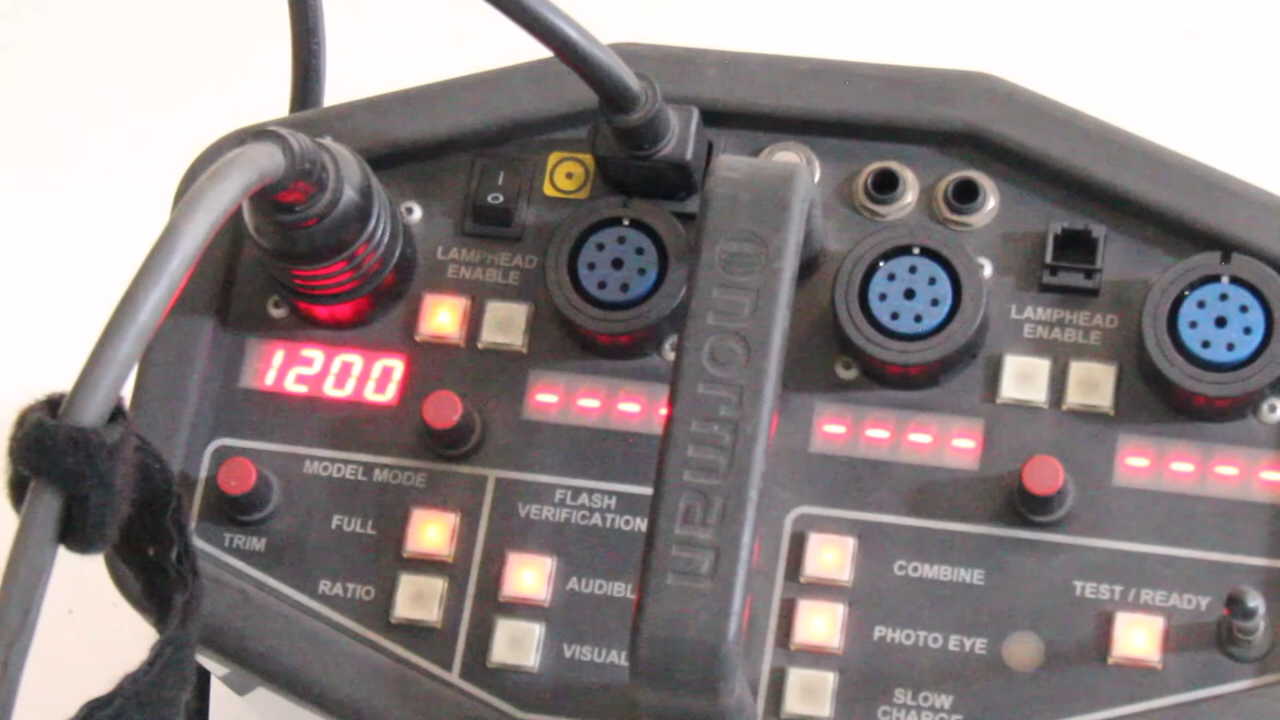 I
O
LAMPHEAD
ENABLE
LAMPHEAD
ENABLE
1200
- - - -
- - - -
- - - -
MODEL MODE
TRIM
FULL
RATIO
FLASH
VERIFICATION
AUDIBL
VISUAL
COMBINE
PHOTO EYE
SLOW
CHARGE
TEST / READY